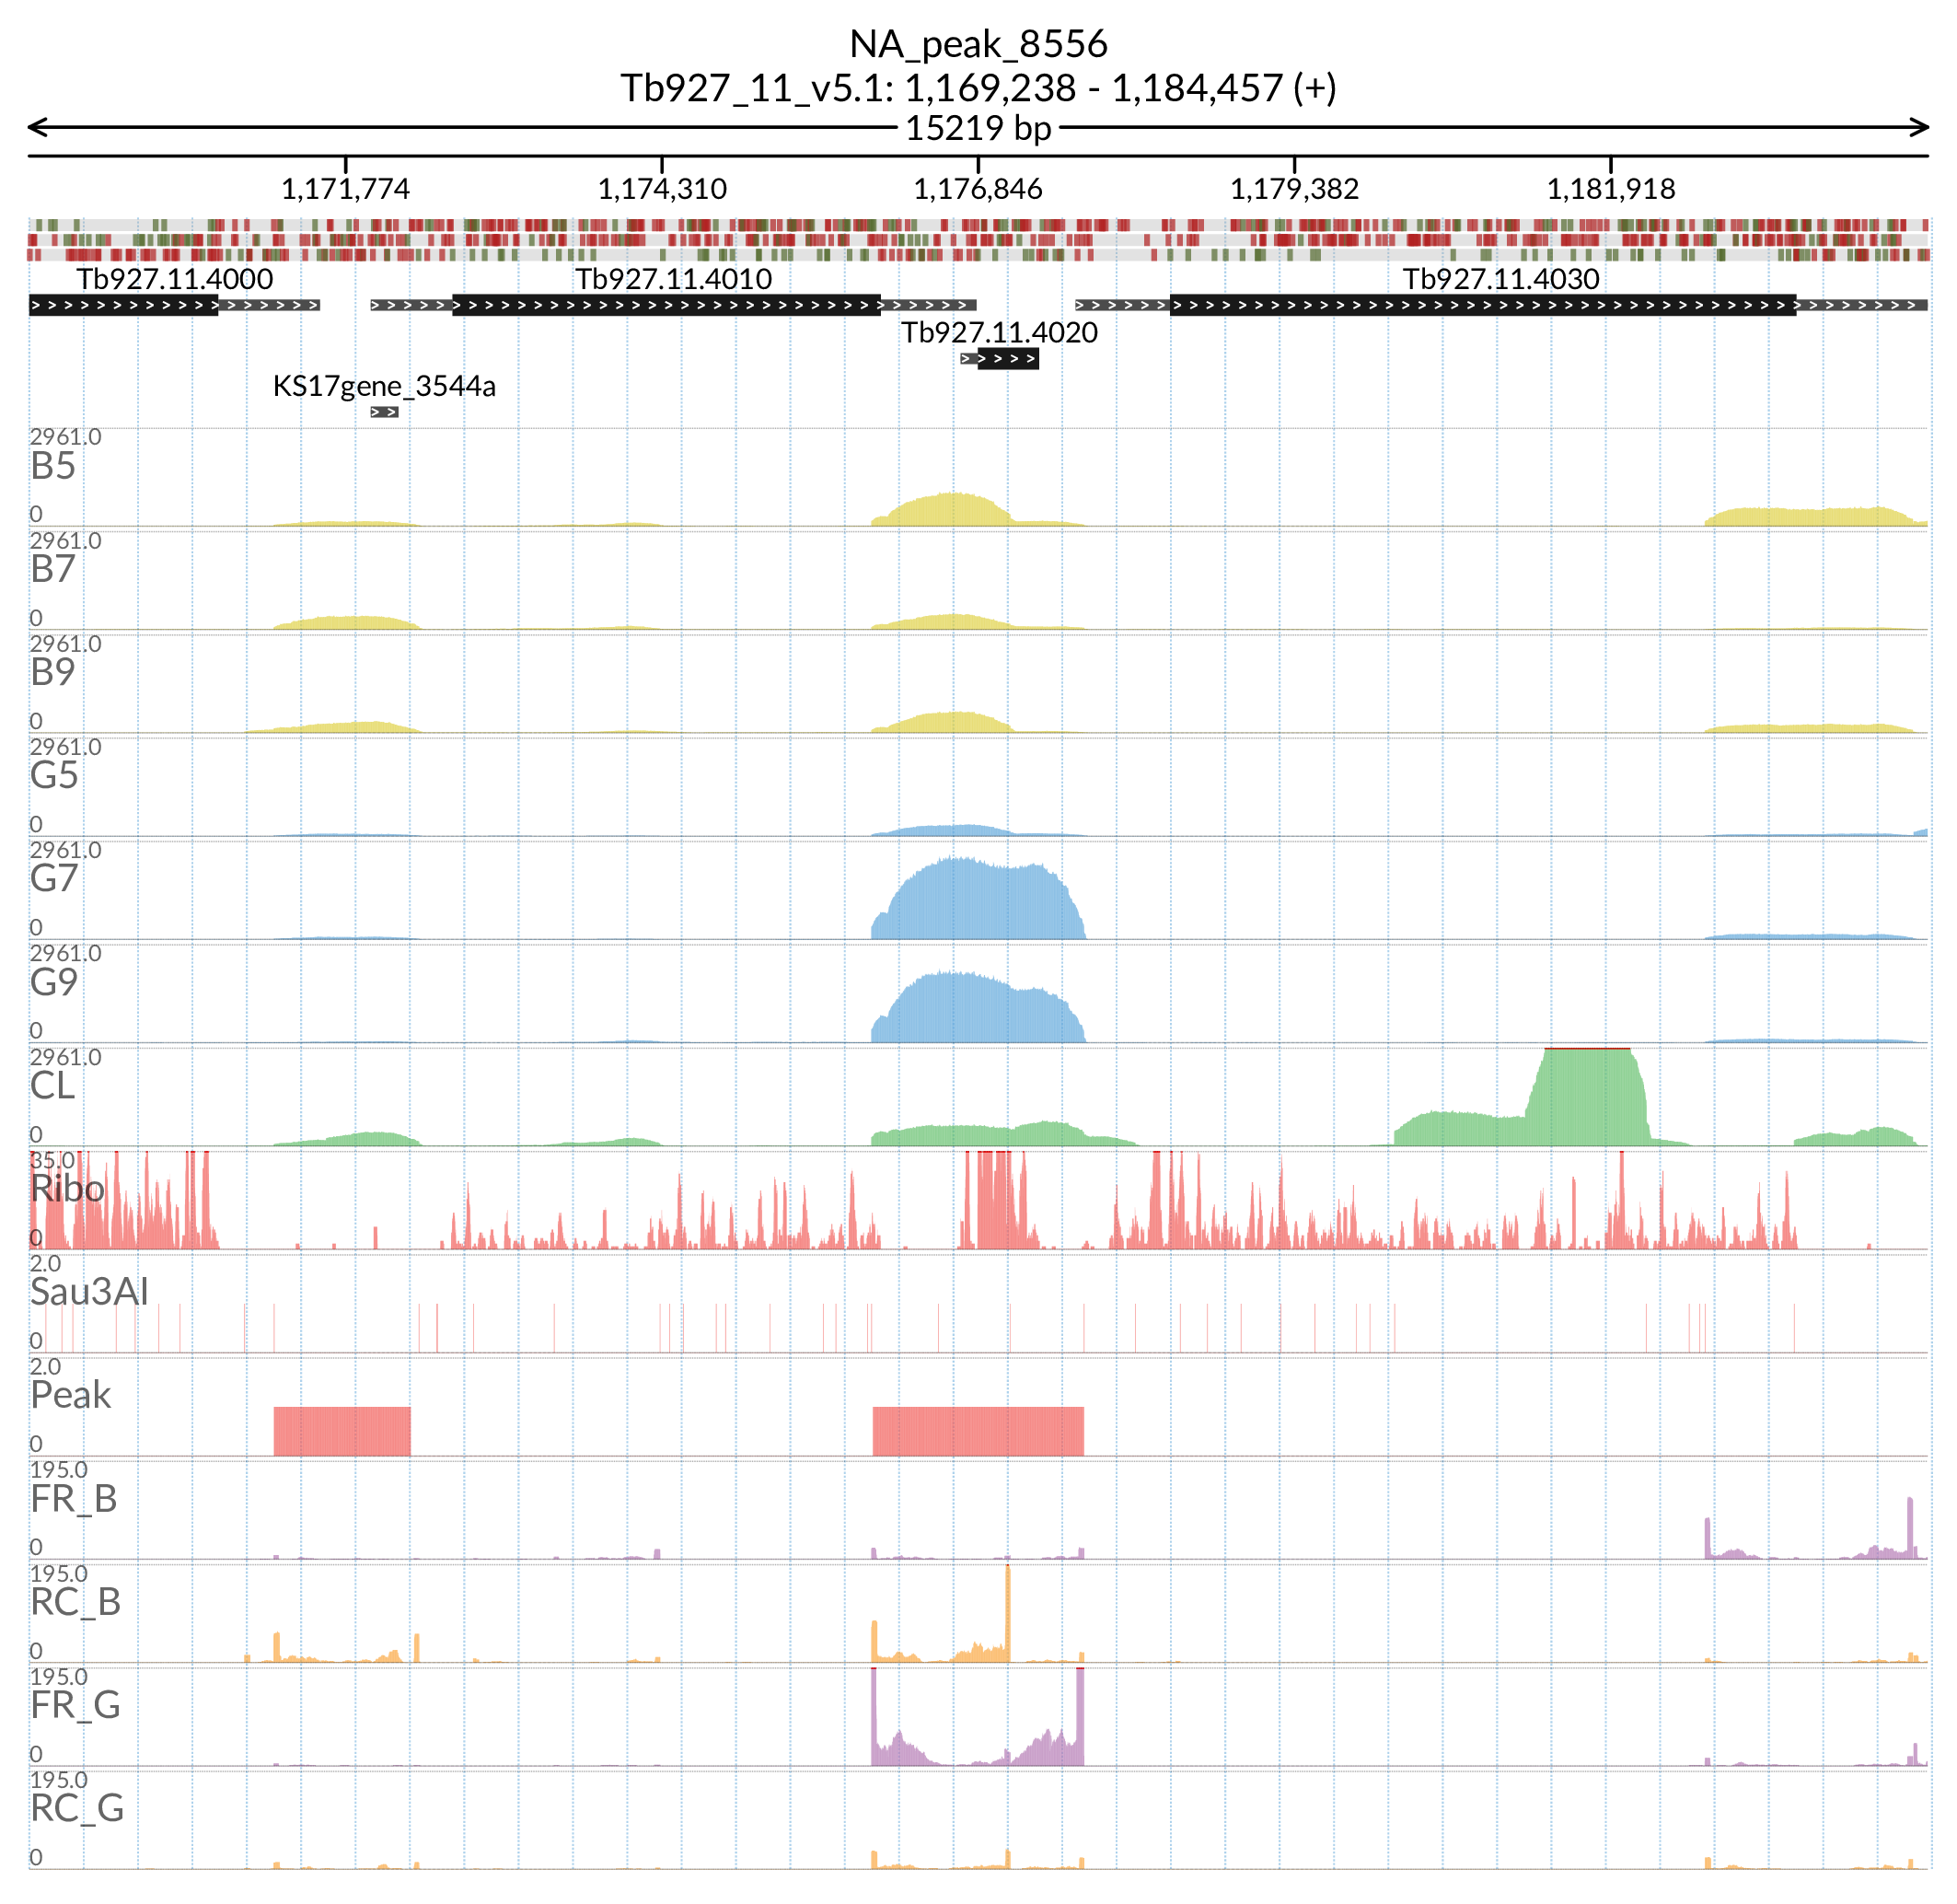 NA_peak_8556
Tb927_11_v5.1: 1,169,238 - 1,184,457 (+)
15219 bp
1,171,774 1,174,310 1,176,846 1,179,382 1,181,918
Tb927.11.4000 Tb927.11.4010 Tb927.11.4030
Tb927.11.4020
KS17gene_3544a
2961.0
B5
0
2961.0
B7
0
2961.0
B9
0
2961.0
G5
0
2961.0
G7
0
2961.0
G9
0
2961.0
CL
0
35.0
Ribo
0
2.0
Sau3AI
0
2.0
Peak
0
195.0
FR_B
0
195.0
RC_B
0
195.0
FR_G
0
195.0
RC_G
0